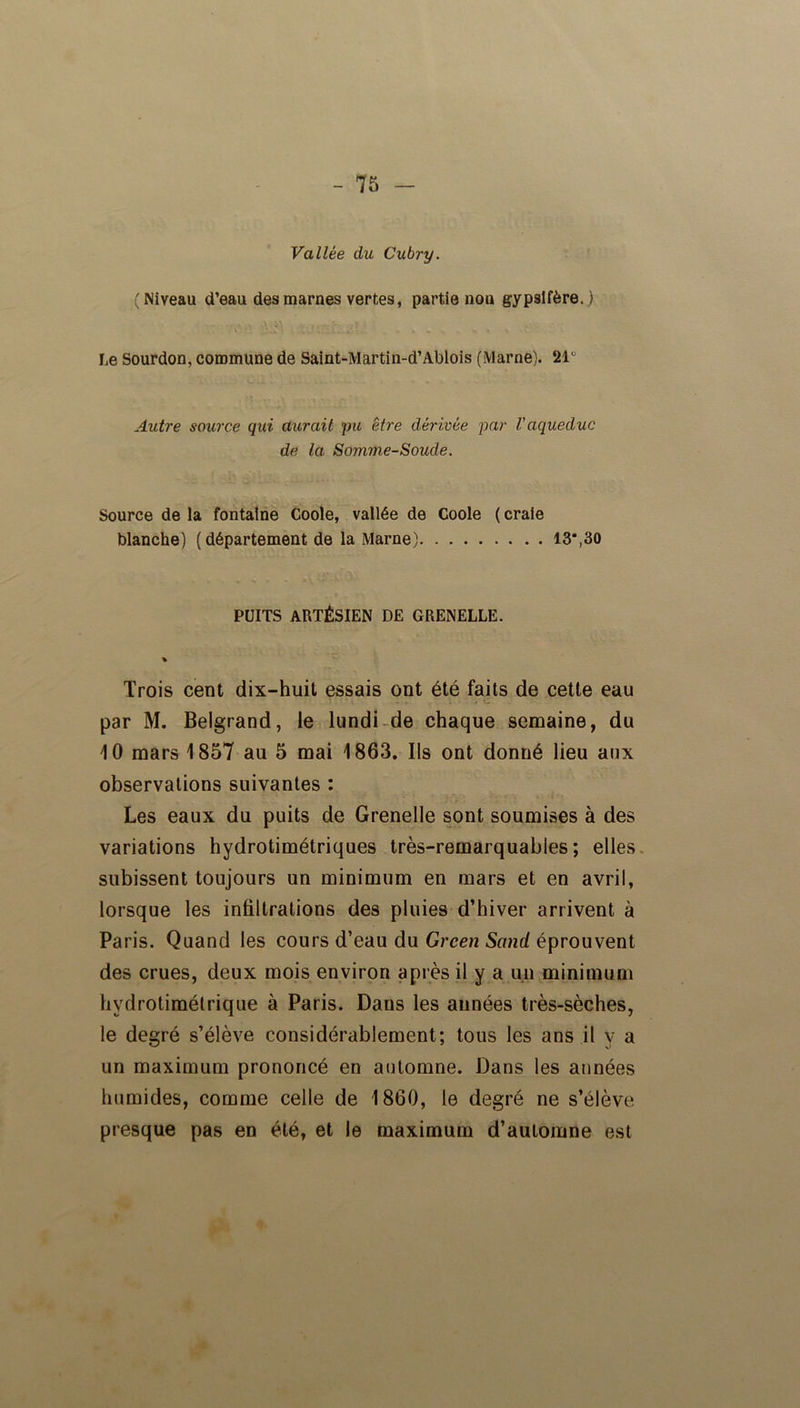 - 75 —
Vallée du Cubry.
(Niveau d'eau des marnes vertes, partie non gypsifère.)
Le Sourdon, commune de Saint-Martin-d'Ablois (Marne). 21°
Autre source qui aurait pu être dérivée par l'aqueduc
de la Somme-Soude.
Source de la fontaine Coole, vallée de Coole (craie
blanche) (département de la Marne). . . . . . . . . 13°,30
PUITS ARTÉSIEN DE GRENELLE.
Trois cent dix-huit essais ont été faits de cette eau
par M. Belgrand, le lundi de chaque semaine, du
10 mars 1857 au 5 mai 1863. Ils ont donné lieu aux
observations suivantes :
Les eaux du puits de Grenelle sont soumises à des
variations hydrotimétriques très-remarquables; elles
subissent toujours un minimum en mars et en avril,
lorsque les infiltrations des pluies d'hiver arrivent à
Paris. Quand les cours d'eau du Green Sand éprouvent
des crues, deux mois environ après il y a un minimum
hydrotimétrique à Paris. Dans les années très-sèches,
le degré s'élève considérablement; tous les ans il y a
un maximum prononcé en automne. Dans les années
humides, comme celle de 1860, le degré ne s'élève
presque pas en été, et le maximum d'automne est